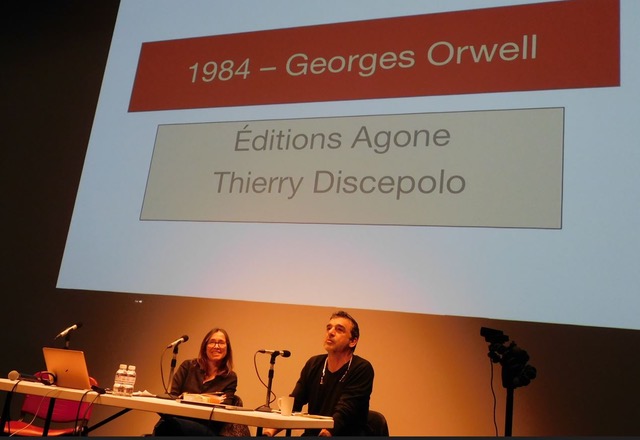 1984 – Georges Orwell
Éditions Agone
Thierry Discepolo